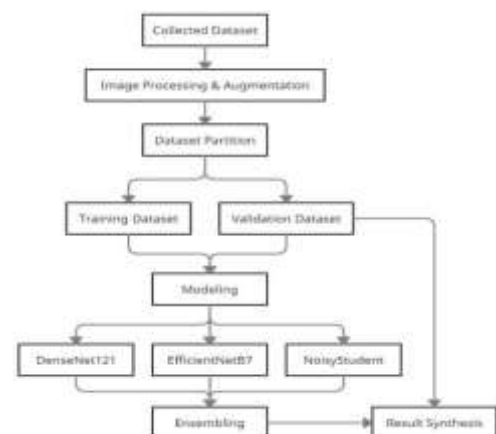 Collected Dataset
Image Processing & Augmentation
Dataset Partition
Training Dataset
Validation Dataset
Modeling
DenseNet121
EfficientNetB7
NoisyStudent
Ensembling
Result Synthesis